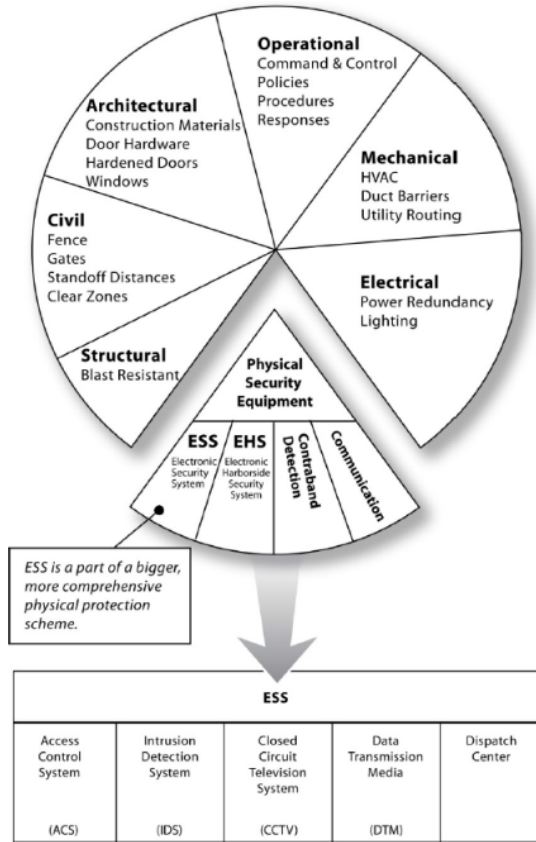 Operational
Command & Control
Policies
Procedures
Responses
Architectural
Construction Materials
Door Hardware
Hardened Doors
Windows
Mechanical
HVAC
Duct Barriers
Utility Routing
Civil
Fence
Gates
Standoff Distances
Clear Zones
Electrical
Power Redundancy
Lighting
Structural
Blast Resistant
Physical
Security
Equipment
ESS
Electronic
Security
System
EHS
Electronic
Harborside
Security
System
Contraband
Detection
Communication
ESS is a part of a bigger,
more comprehensive
physical protection
scheme.
ESS
Access
Control
System
(ACS)
Intrusion
Detection
System
(IDS)
Closed
Circuit
Television
System
(CCTV)
Data
Transmission
Media
(DTM)
Dispatch
Center